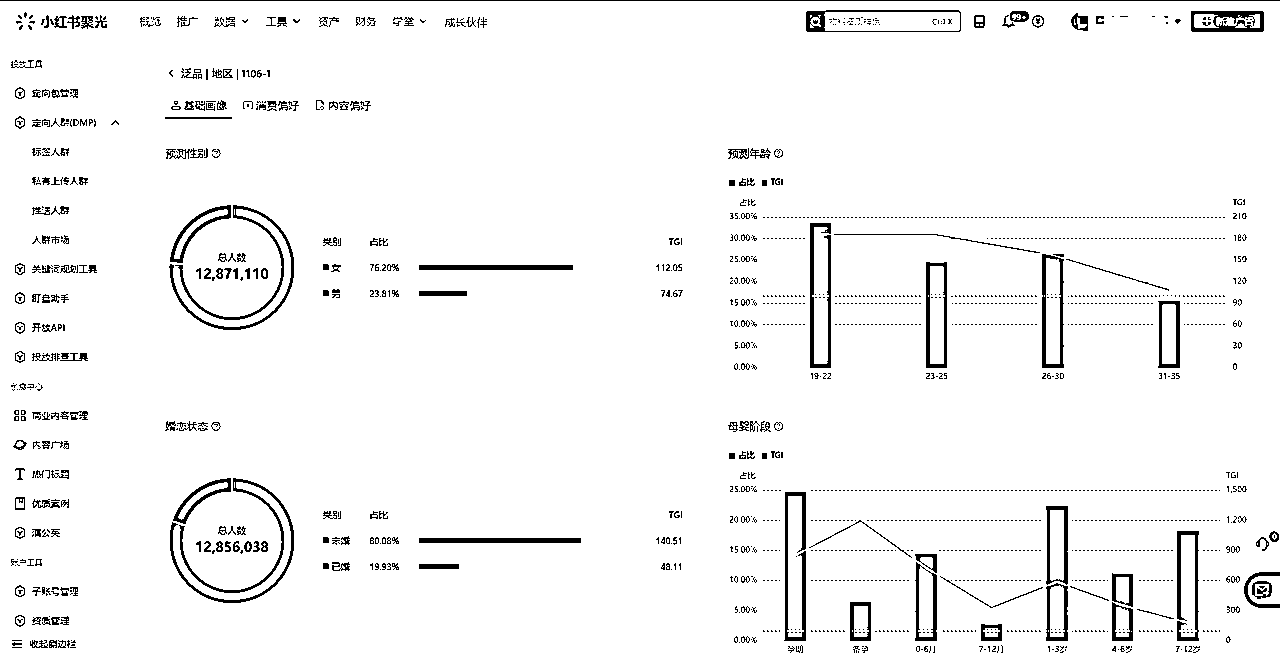 小红书聚光
概览 推广 数据 工具 资产 财务 学堂 成长伙伴
Ctrl K
99+
新建广告
投放工具
定向包管理
定向人群(DMP)
标签人群
私有上传人群
推送人群
人群市场
关键词规划工具
盯盘助手
开放API
投放排查工具
商业内容管理
内容广场
热门标题
优质案例
蒲公英
账户工具
子账号管理
资质管理
收起侧边栏
泛品 | 地区 | 1106-1
基础画像 消费偏好 内容偏好
预测性别
总人数
12,871,110
类别 占比 TGI
女 76.20% 112.05
男 23.81% 74.67
预测年龄
占比 TGI
占比 TGI
35.00% 210
30.00% 180
25.00% 150
20.00% 120
15.00% 90
10.00% 60
5.00% 30
0.00% 0
19-22 23-25 26-30 31-35
婚恋状态
总人数
12,856,038
类别 占比 TGI
未婚 80.08% 140.51
已婚 19.93% 48.11
母婴阶段
占比 TGI
占比 TGI
25.00% 1,500
20.00% 1,200
15.00% 900
10.00% 600
5.00% 300
0.00% 0
孕期 备孕 0-6月 7-12月 1-3岁 4-6岁 7-12岁